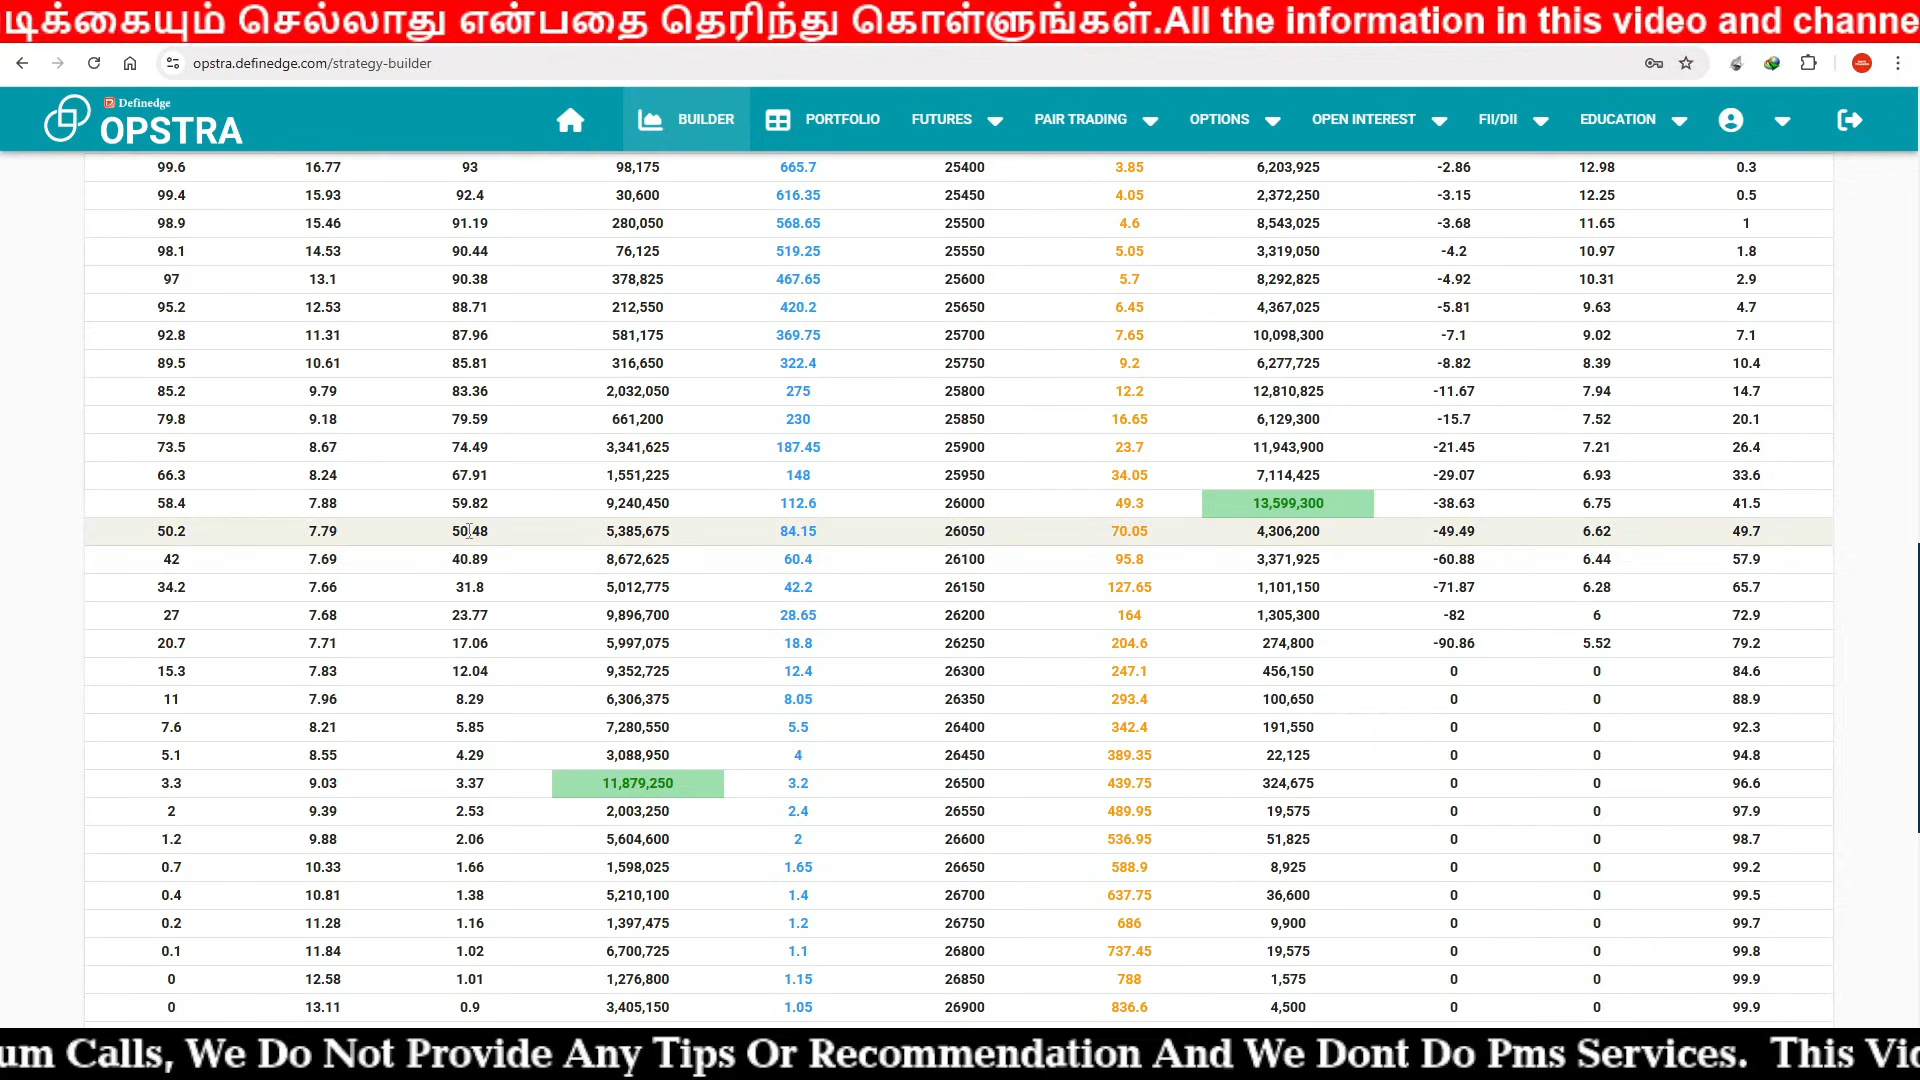 டிக்கையும் செல்லாது என்பதை தெரிந்து கொள்ளுங்கள்.All the information in this video and channe
opstra.definedge.com/strategy-builder
Definedge
OPSTRA
BUILDER PORTFOLIO FUTURES PAIR TRADING OPTIONS OPEN INTEREST FII/DII EDUCATION
99.6 16.77 93 98,175 665.7 25400 3.85 6,203,925 -2.86 12.98 0.3
99.4 15.93 92.4 30,600 616.35 25450 4.05 2,372,250 -3.15 12.25 0.5
98.9 15.46 91.19 280,050 568.65 25500 4.6 8,543,025 -3.68 11.65 1
98.1 14.53 90.44 76,125 519.25 25550 5.05 3,319,050 -4.2 10.97 1.8
97 13.1 90.38 378,825 467.65 25600 5.7 8,292,825 -4.92 10.31 2.9
95.2 12.53 88.71 212,550 420.2 25650 6.45 4,367,025 -5.81 9.63 4.7
92.8 11.31 87.96 581,175 369.75 25700 7.65 10,098,300 -7.1 9.02 7.1
89.5 10.61 85.81 316,650 322.4 25750 9.2 6,277,725 -8.82 8.39 10.4
85.2 9.79 83.36 2,032,050 275 25800 12.2 12,810,825 -11.67 7.94 14.7
79.8 9.18 79.59 661,200 230 25850 16.65 6,129,300 -15.7 7.52 20.1
73.5 8.67 74.49 3,341,625 187.45 25900 23.7 11,943,900 -21.45 7.21 26.4
66.3 8.24 67.91 1,551,225 148 25950 34.05 7,114,425 -29.07 6.93 33.6
58.4 7.88 59.82 9,240,450 112.6 26000 49.3 13,599,300 -38.63 6.75 41.5
50.2 7.79 50.48 5,385,675 84.15 26050 70.05 4,306,200 -49.49 6.62 49.7
42 7.69 40.89 8,672,625 60.4 26100 95.8 3,371,925 -60.88 6.44 57.9
34.2 7.66 31.8 5,012,775 42.2 26150 127.65 1,101,150 -71.87 6.28 65.7
27 7.68 23.77 9,896,700 28.65 26200 164 1,305,300 -82 6 72.9
20.7 7.71 17.06 5,997,075 18.8 26250 204.6 274,800 -90.86 5.52 79.2
15.3 7.83 12.04 9,352,725 12.4 26300 247.1 456,150 0 0 84.6
11 7.96 8.29 6,306,375 8.05 26350 293.4 100,650 0 0 88.9
7.6 8.21 5.85 7,280,550 5.5 26400 342.4 191,550 0 0 92.3
5.1 8.55 4.29 3,088,950 4 26450 389.35 22,125 0 0 94.8
3.3 9.03 3.37 11,879,250 3.2 26500 439.75 324,675 0 0 96.6
2 9.39 2.53 2,003,250 2.4 26550 489.95 19,575 0 0 97.9
1.2 9.88 2.06 5,604,600 2 26600 536.95 51,825 0 0 98.7
0.7 10.33 1.66 1,598,025 1.65 26650 588.9 8,925 0 0 99.2
0.4 10.81 1.38 5,210,100 1.4 26700 637.75 36,600 0 0 99.5
0.2 11.28 1.16 1,397,475 1.2 26750 686 9,900 0 0 99.7
0.1 11.84 1.02 6,700,725 1.1 26800 737.45 19,575 0 0 99.8
0 12.58 1.01 1,276,800 1.15 26850 788 1,575 0 0 99.9
0 13.11 0.9 3,405,150 1.05 26900 836.6 4,500 0 0 99.9
um Calls, We Do Not Provide Any Tips Or Recommendation And We Dont Do Pms Services. This Vid